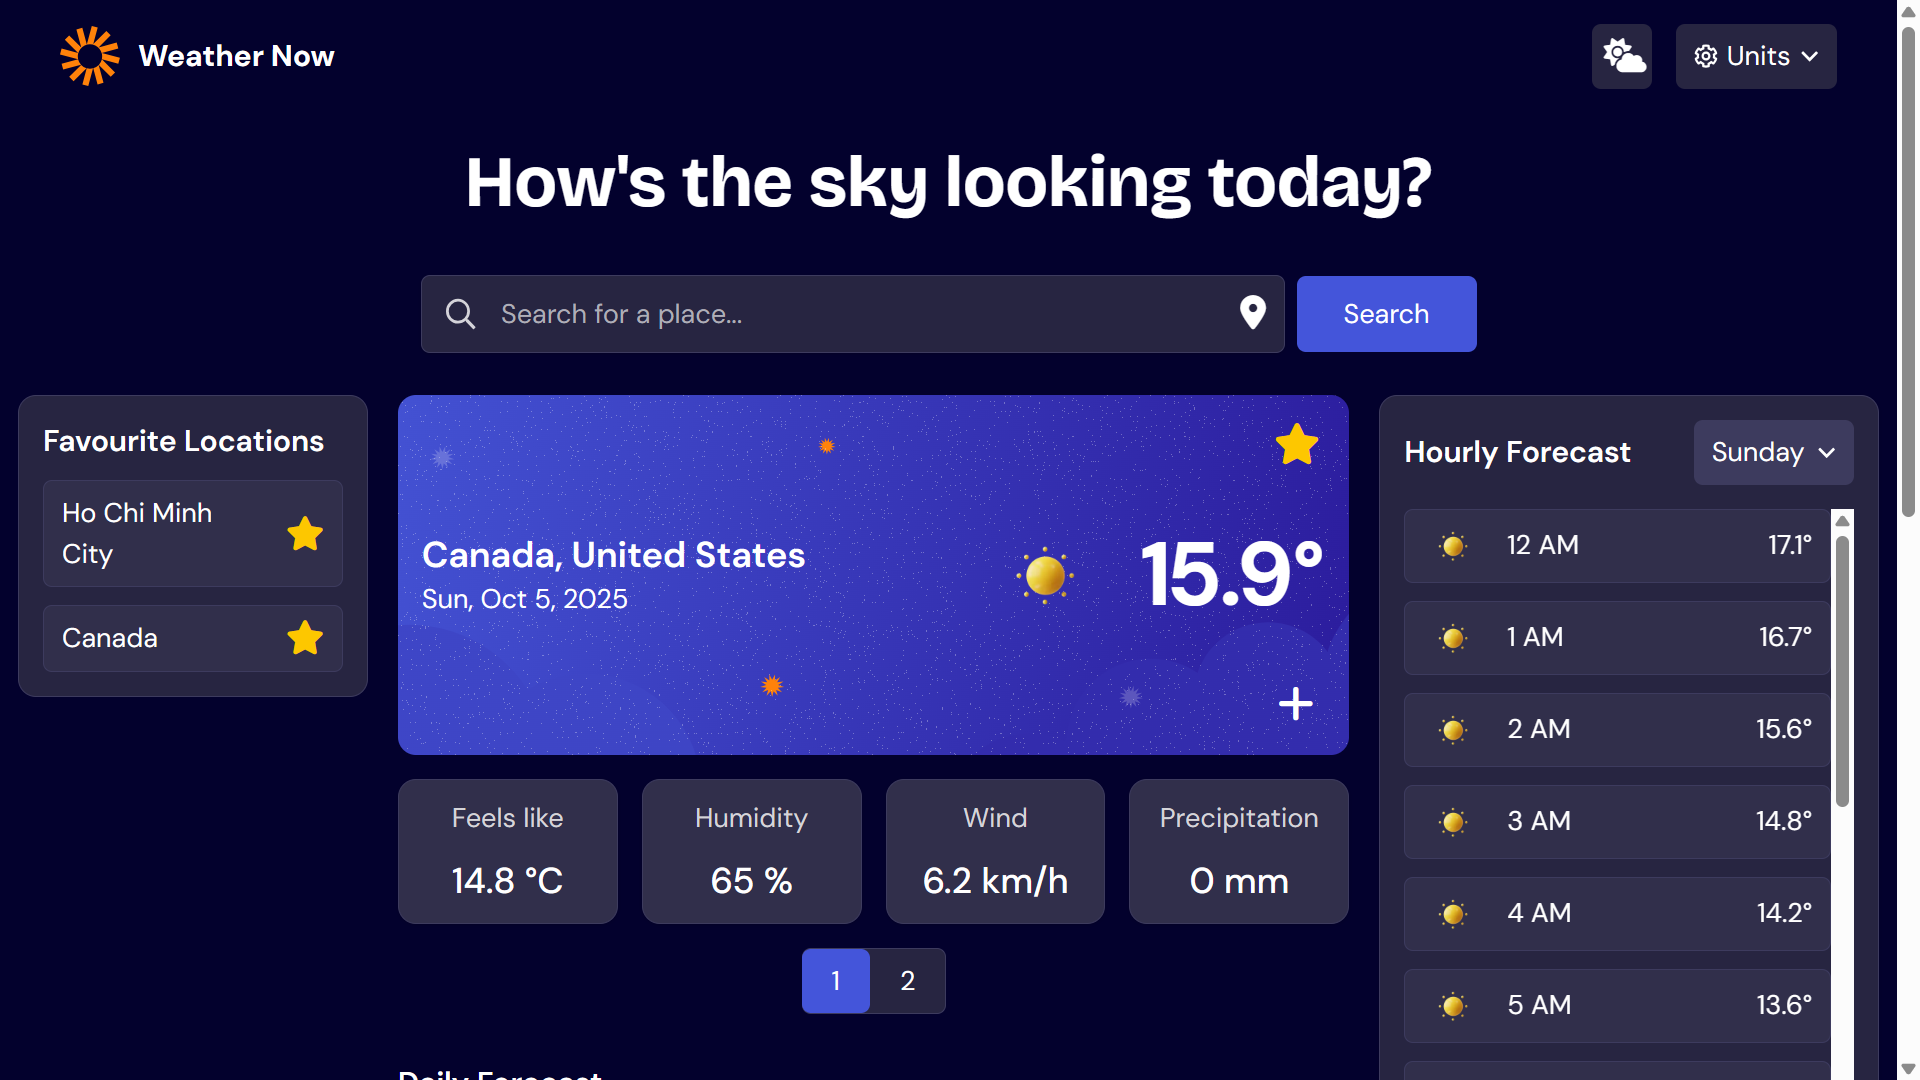 Weather Now
Units
How's the sky looking today?
Search for a place...
Search
Favourite Locations
Ho Chi Minh
City
Canada
Canada, United States
Sun, Oct 5, 2025
15.9°
Feels like
14.8 °C
Humidity
65 %
Wind
6.2 km/h
Precipitation
0 mm
1
2
Daily Forecast
Hourly Forecast
Sunday
12 AM 17.1°
1 AM 16.7°
2 AM 15.6°
3 AM 14.8°
4 AM 14.2°
5 AM 13.6°